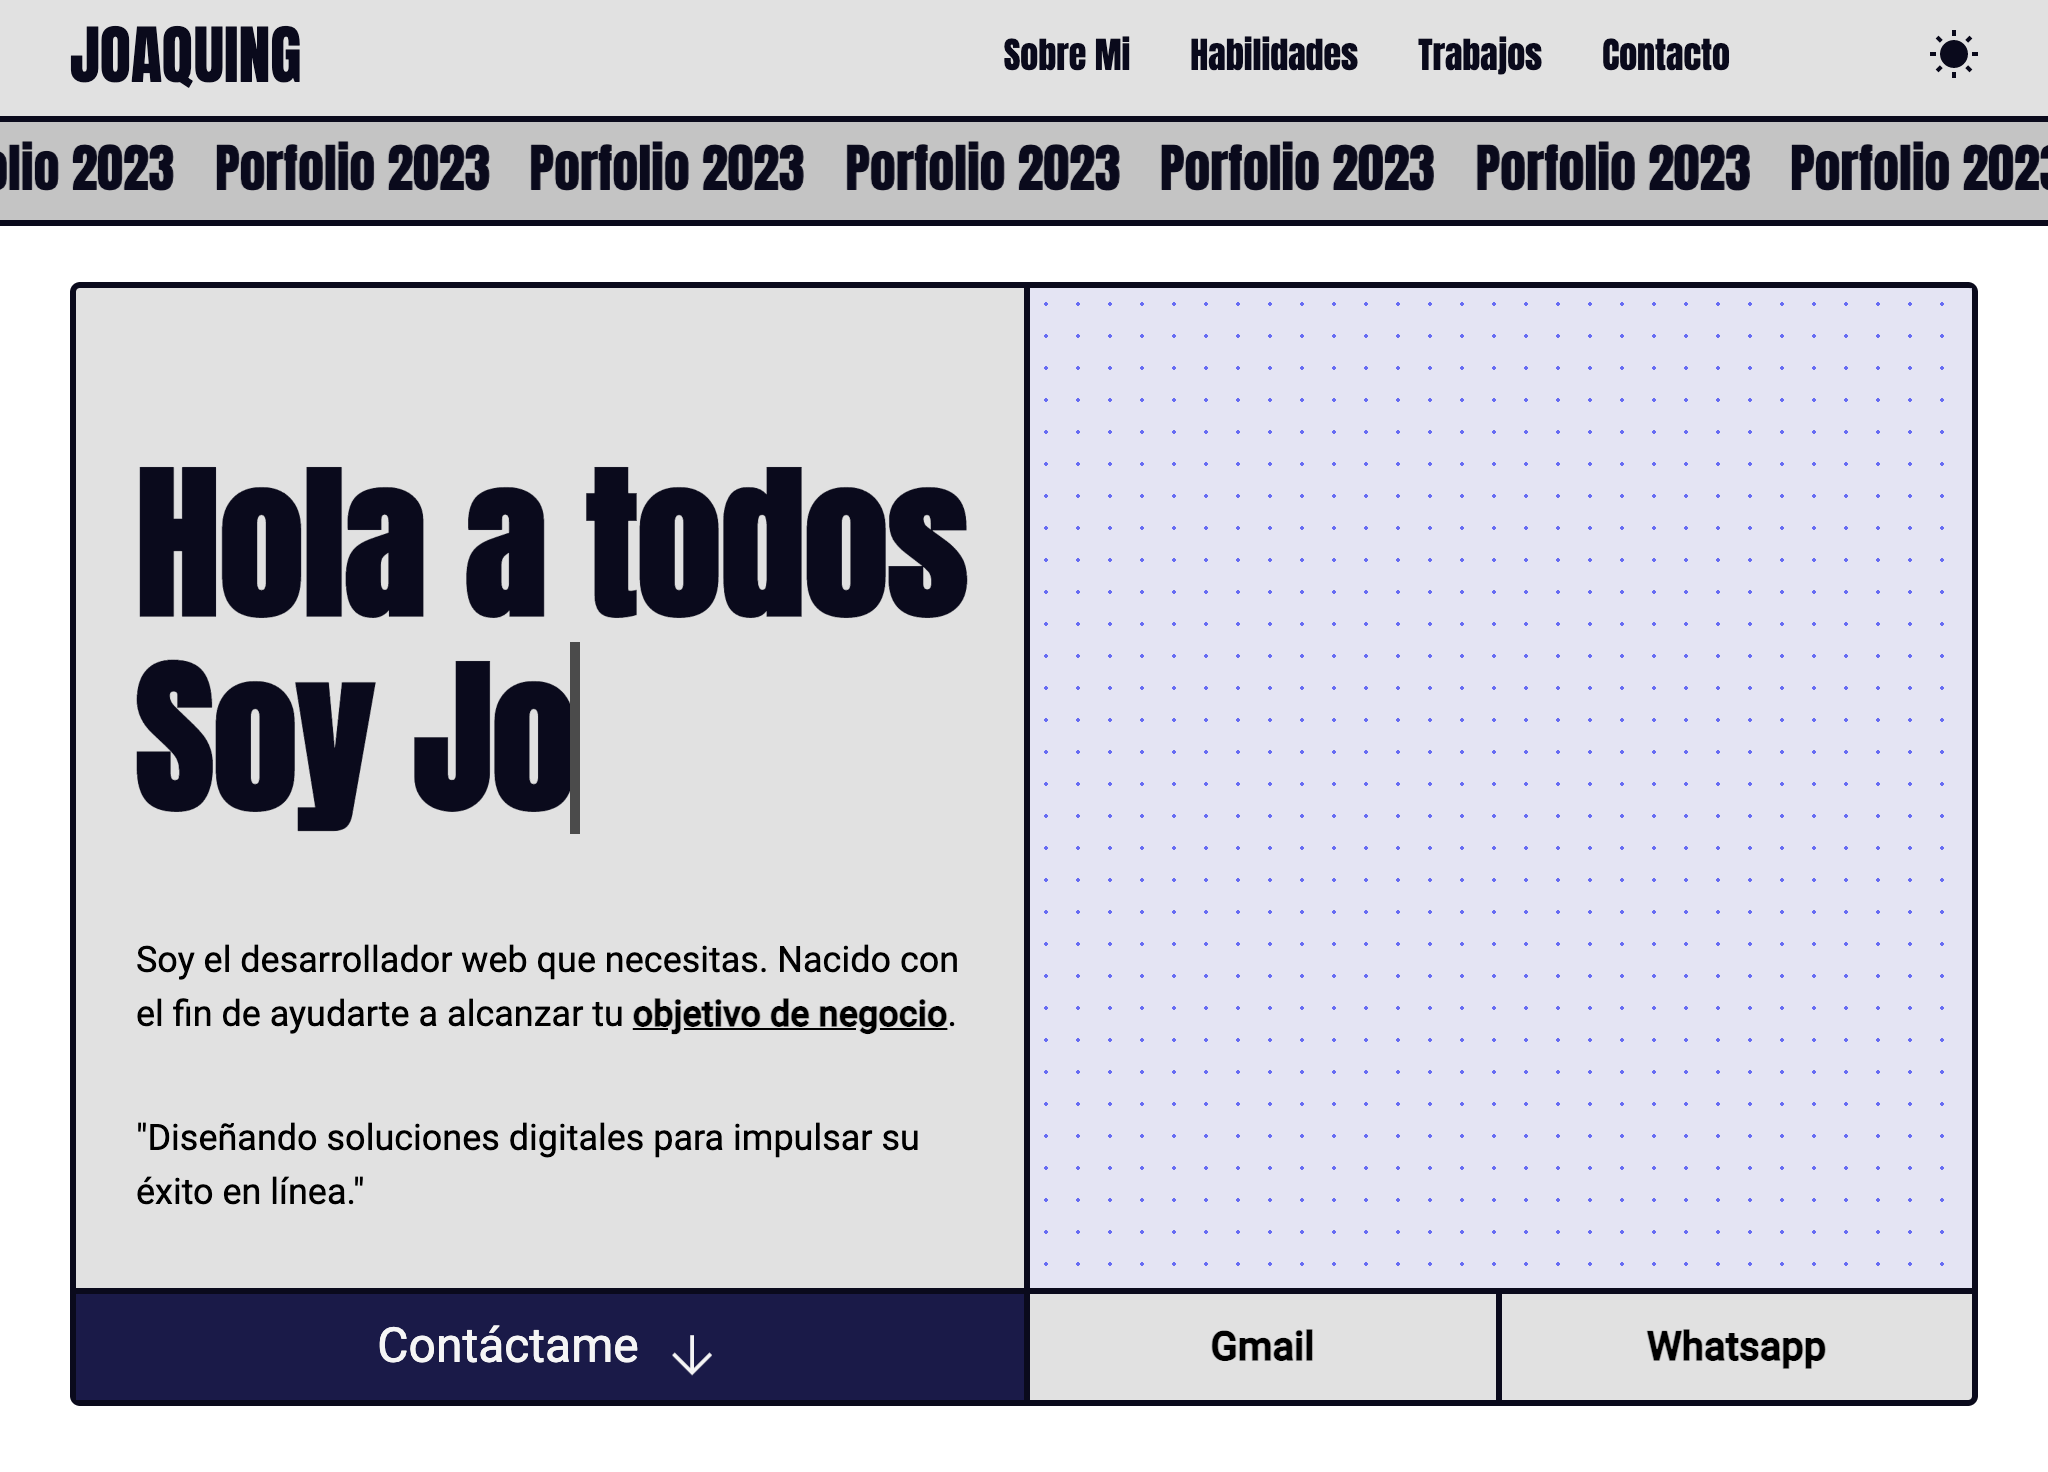 JOAQUING
Sobre Mi Habilidades Trabajos Contacto
olio 2023 Porfolio 2023 Porfolio 2023 Porfolio 2023 Porfolio 2023 Porfolio 2023 Porfolio 2023
Hola a todos
Soy Jo
Soy el desarrollador web que necesitas. Nacido con
el fin de ayudarte a alcanzar tu objetivo de negocio.
"Diseñando soluciones digitales para impulsar su
éxito en línea."
Contáctame
Gmail Whatsapp